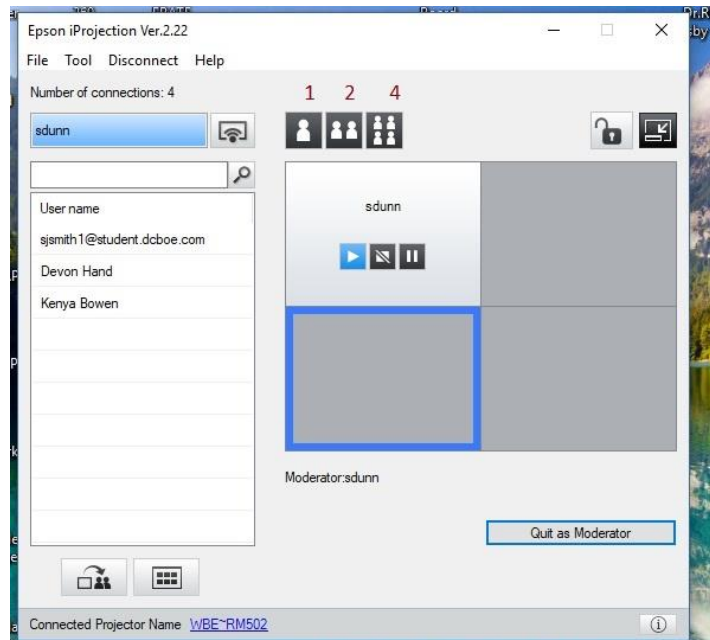 Epson iProjection Ver.2.22
File Tool Disconnect Help
Number of connections: 4
1 2 4
sdunn
User name
sjsmith1@student.dcboe.com
Devon Hand
Kenya Bowen
sdunn
Moderator:sdunn
Quit as Moderator
Connected Projector Name WBE~RM502